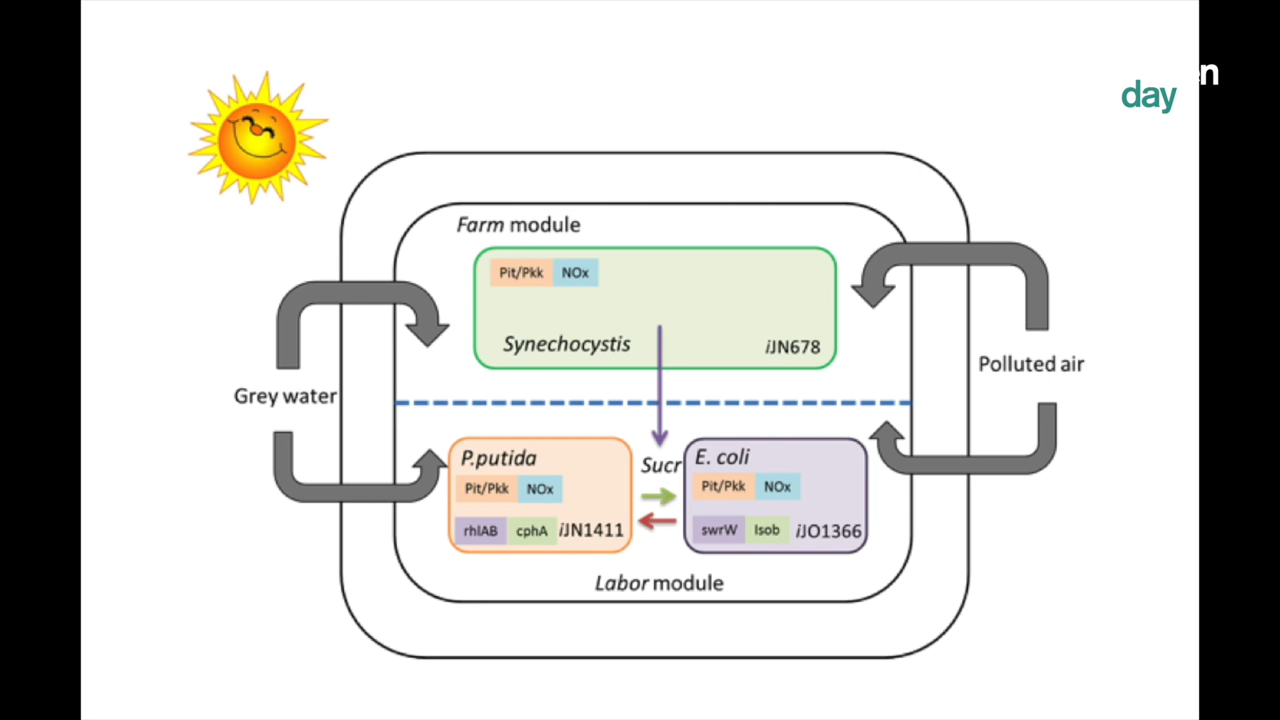 day
Farm module
Pit/Pkk NOx
Synechocystis iJN678
Polluted air
Grey water
P.putida
Pit/Pkk NOx
rhlAB cphA iJN1411
Sucr
E. coli
Pit/Pkk NOx
swrW Isob iJO1366
Labor module